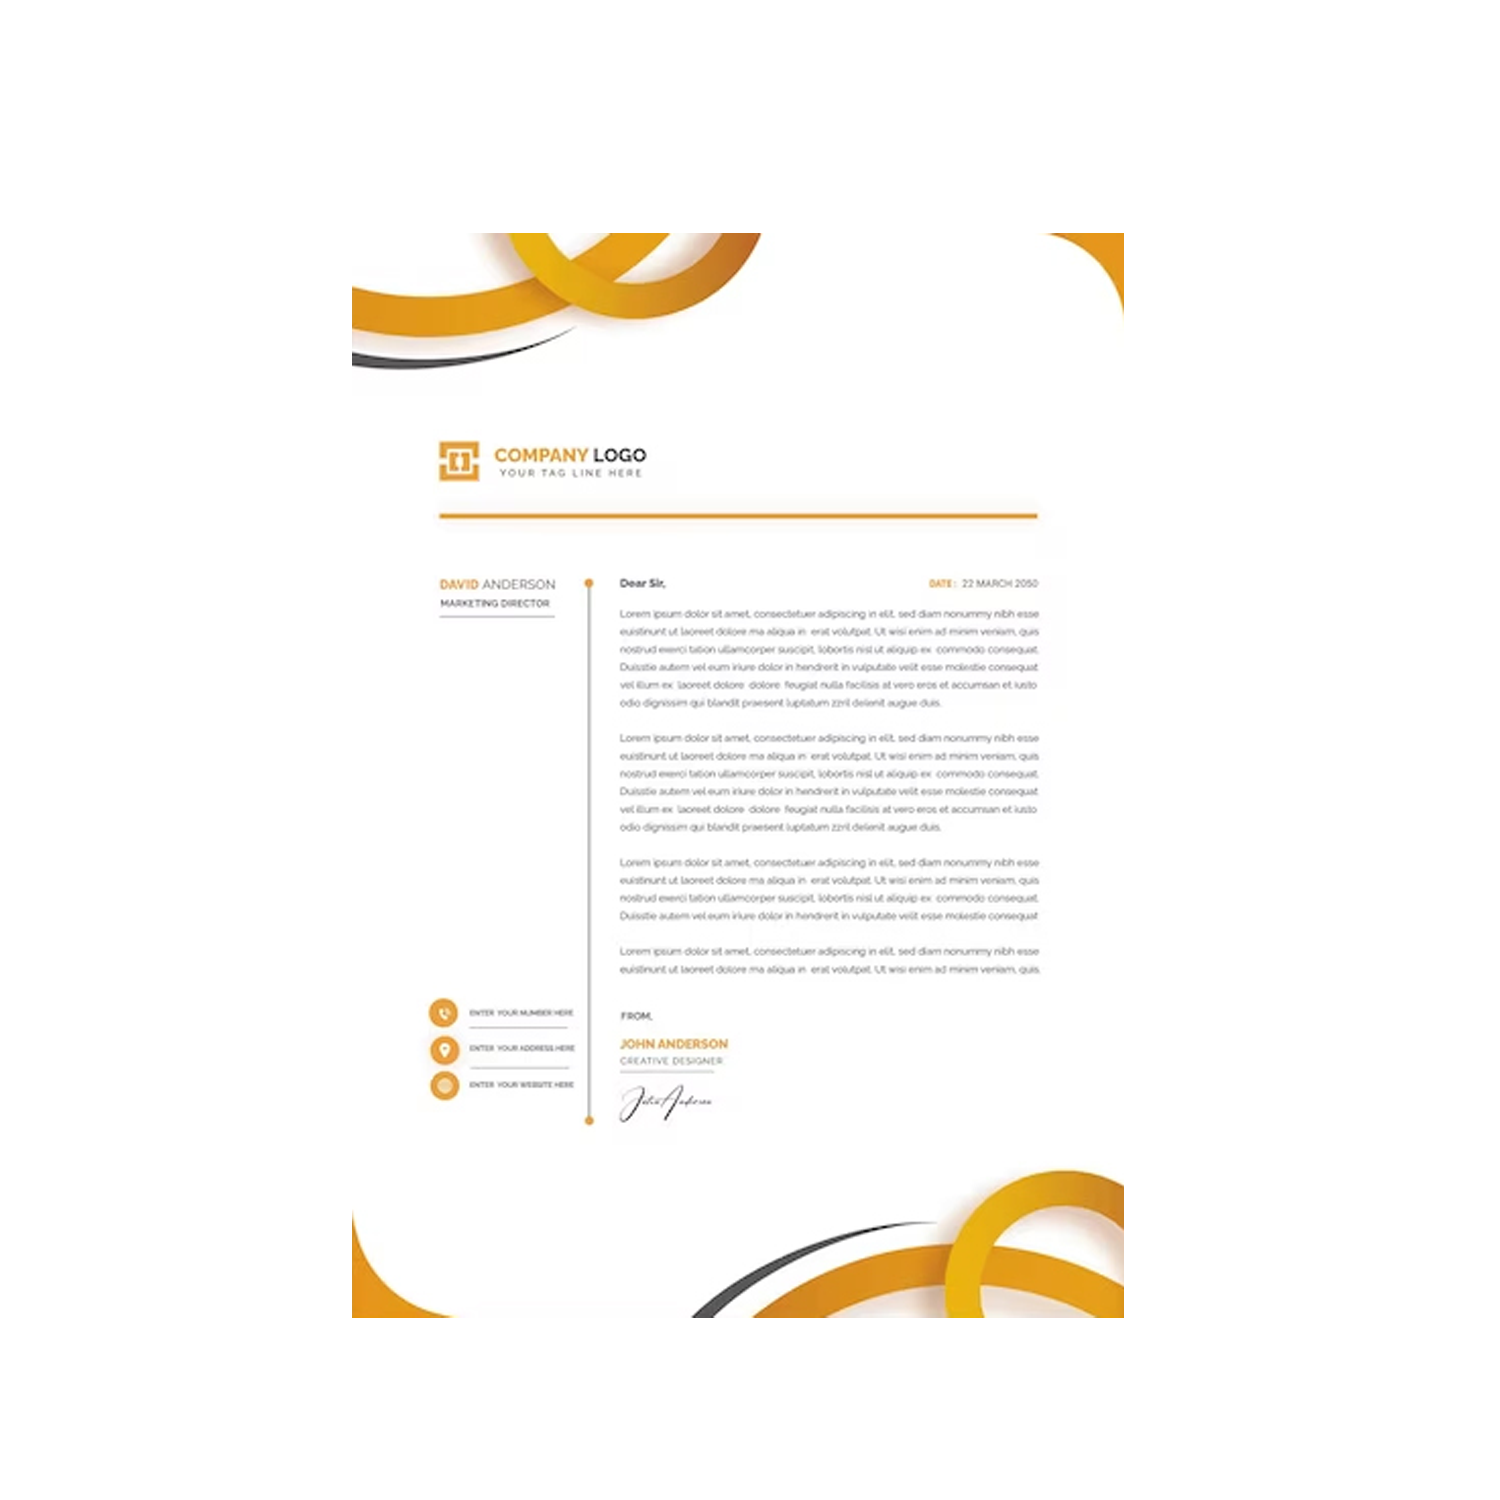 COMPANY LOGO
YOUR TAG LINE HERE
DAVID ANDERSON
MARKETING DIRECTOR
Dear Sir,
DATE: 22 MARCH 2050
Lorem ipsum dolor sit amet, consectetuer adipiscing in elit, sed diam nonummy nibh esse
euistinunt ut laoreet dolore ma aliqua in erat volutpat. Ut wisi enim ad minim veniam, quis
nostrud exerci tation ullamcorper suscipit, lobortis nisl ut aliquip ex commodo consequat.
Duisstie autem vel eum iriure dolor in hendrerit in vulputate velit esse molestie consequat
vel illum ex laoreet dolore dolore feugiat nulla facilisis at vero eros et accumsan et iusto
odio dignissim qui blandit praesent luptatum zzril delenit augue duis.
Lorem ipsum dolor sit amet, consectetuer adipiscing in elit, sed diam nonummy nibh esse
euistinunt ut laoreet dolore ma aliqua in erat volutpat. Ut wisi enim ad minim veniam, quis
nostrud exerci tation ullamcorper suscipit, lobortis nisl ut aliquip ex commodo consequat.
Duisstie autem vel eum iriure dolor in hendrerit in vulputate velit esse molestie consequat
vel illum ex laoreet dolore dolore feugiat nulla facilisis at vero eros et accumsan et iusto
odio dignissim qui blandit praesent luptatum zzril delenit augue duis.
Lorem ipsum dolor sit amet, consectetuer adipiscing in elit, sed diam nonummy nibh esse
euistinunt ut laoreet dolore ma aliqua in erat volutpat. Ut wisi enim ad minim veniam, quis
nostrud exerci tation ullamcorper suscipit, lobortis nisl ut aliquip ex commodo consequat.
Duisstie autem vel eum iriure dolor in hendrerit in vulputate velit esse molestie consequat
Lorem ipsum dolor sit amet, consectetuer adipiscing in elit, sed diam nonummy nibh esse
euistinunt ut laoreet dolore ma aliqua in erat volutpat. Ut wisi enim ad minim veniam, quis.
ENTER YOUR NUMBER HERE
ENTER YOUR ADDRESS HERE
ENTER YOUR WEBSITE HERE
FROM,
JOHN ANDERSON
CREATIVE DESIGNER
John Anderson